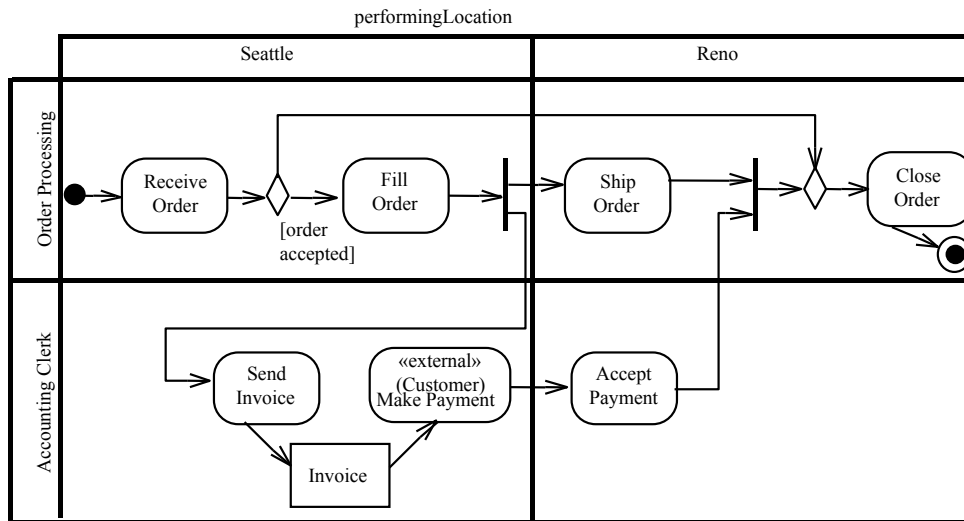 performingLocation
Seattle
Reno
Order Processing
Receive
Order
Fill
Order
Ship
Order
Close
Order
[order
accepted]
Accounting Clerk
Send
Invoice
«external»
(Customer)
Make Payment
Accept
Payment
Invoice